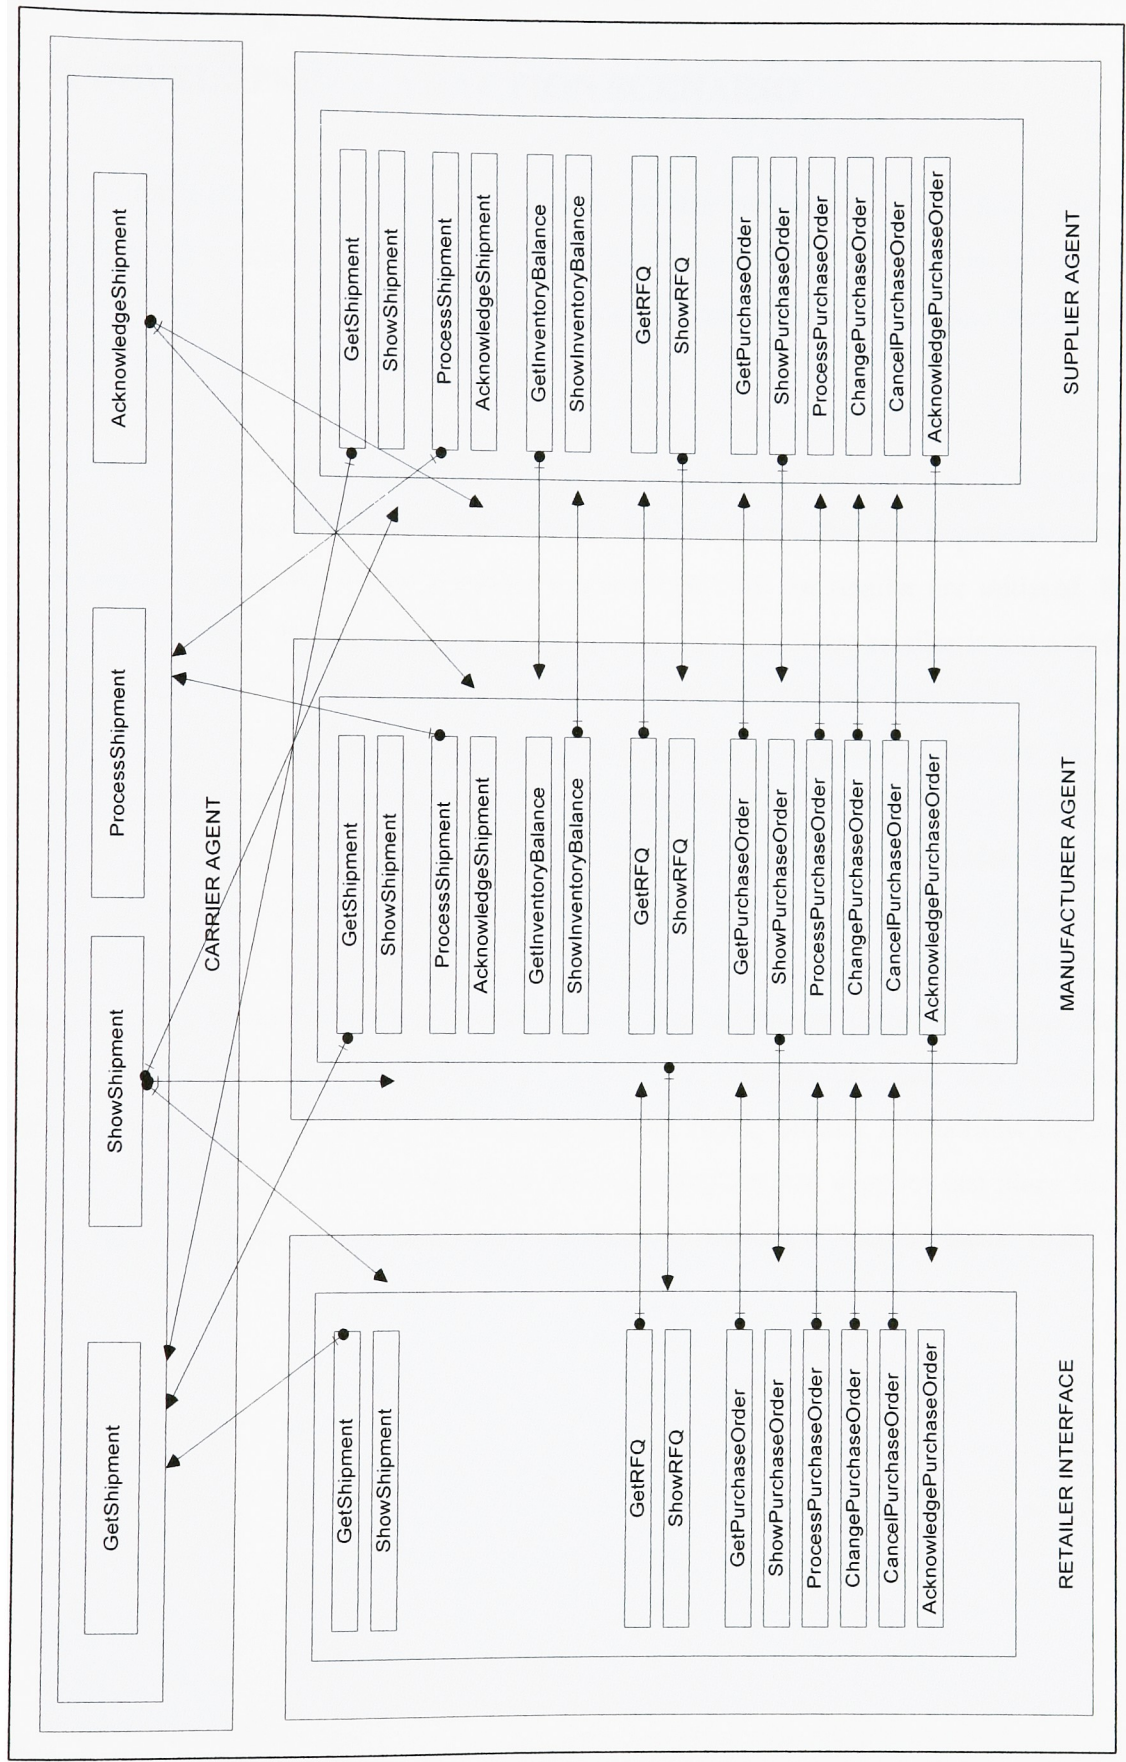 GetShipment
ShowShipment
ProcessShipment
AcknowledgeShipment
CARRIER AGENT
GetShipment
ShowShipment
GetRFQ
ShowRFQ
GetPurchaseOrder
ShowPurchaseOrder
ProcessPurchaseOrder
ChangePurchaseOrder
CancelPurchaseOrder
AcknowledgePurchaseOrder
RETAILER INTERFACE
GetShipment
ShowShipment
ProcessShipment
AcknowledgeShipment
GetInventoryBalance
ShowInventoryBalance
GetRFQ
ShowRFQ
GetPurchaseOrder
ShowPurchaseOrder
ProcessPurchaseOrder
ChangePurchaseOrder
CancelPurchaseOrder
AcknowledgePurchaseOrder
MANUFACTURER AGENT
GetShipment
ShowShipment
ProcessShipment
AcknowledgeShipment
GetInventoryBalance
ShowInventoryBalance
GetRFQ
ShowRFQ
GetPurchaseOrder
ShowPurchaseOrder
ProcessPurchaseOrder
ChangePurchaseOrder
CancelPurchaseOrder
AcknowledgePurchaseOrder
SUPPLIER AGENT